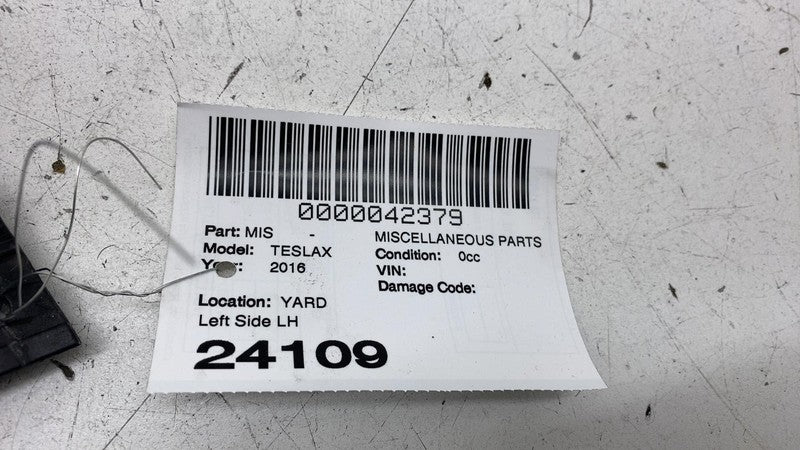 0000042379
Part: MIS - MISCELLANEOUS PARTS
Model: TESLAX Condition: 0cc
2016 VIN:
Damage Code:
Location: YARD
Left Side LH
24109